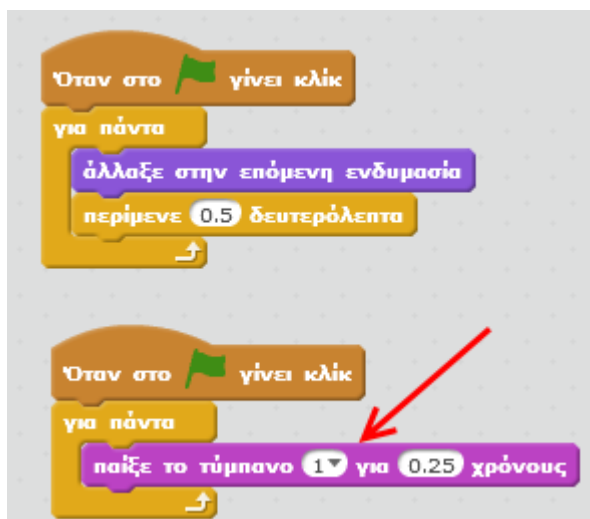 Όταν στο γίνει κλίκ
για πάντα
άλλαξε στην επόμενη ενδυμασία
περίμενε 0.5 δευτερόλεπτα
Όταν στο γίνει κλίκ
για πάντα
παίξε το τύμπανο 1 για 0.25 χρόνους